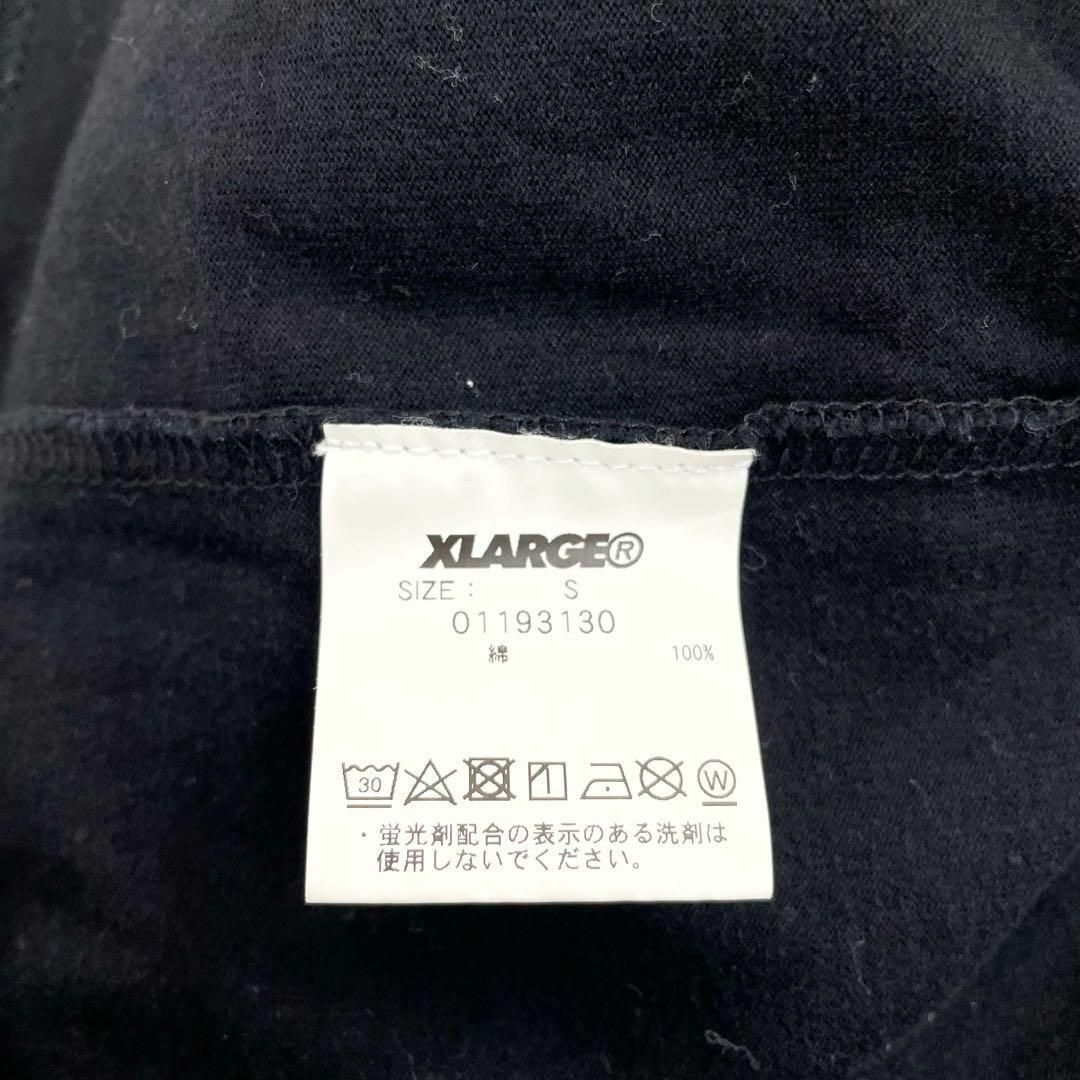 XLARGE®
SIZE : S
01193130
綿 100%
30 W
・蛍光剤配合の表示のある洗剤は
使用しないでください。